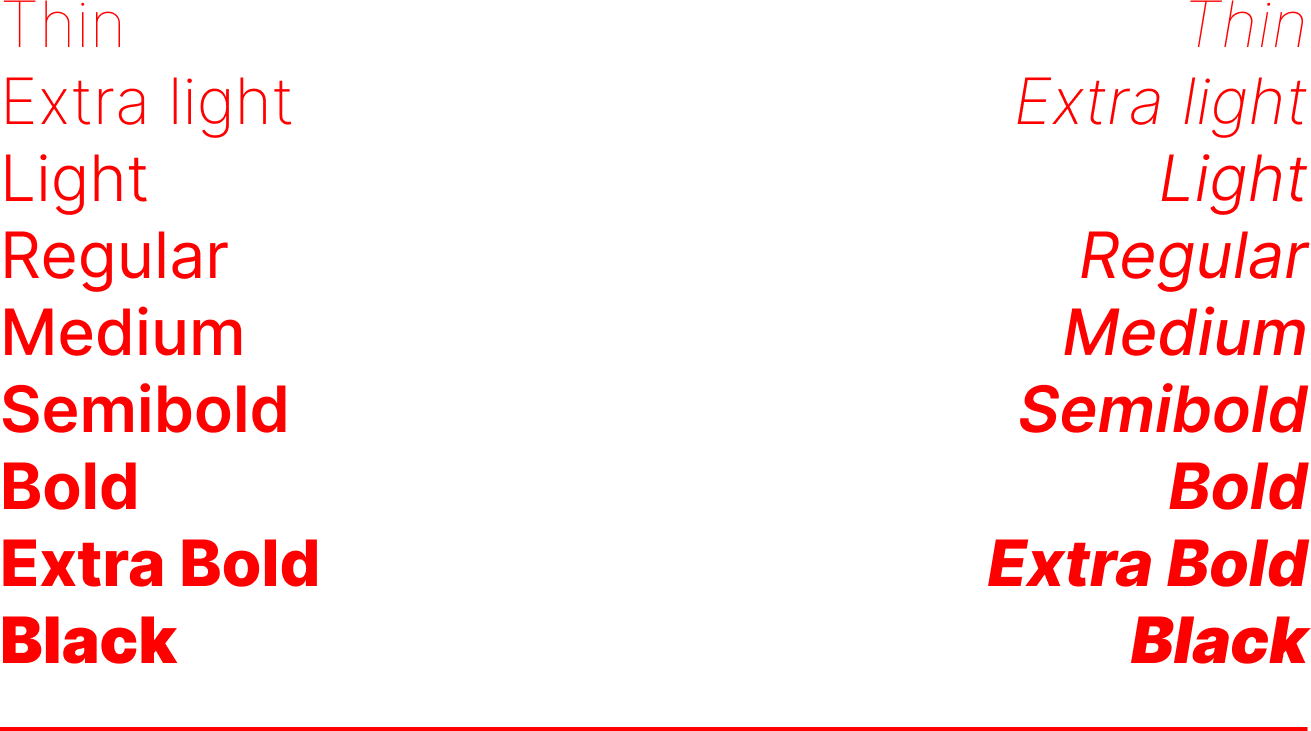 Thin Thin
Extra light Extra light
Light Light
Regular Regular
Medium Medium
Semibold Semibold
Bold Bold
Extra Bold Extra Bold
Black Black